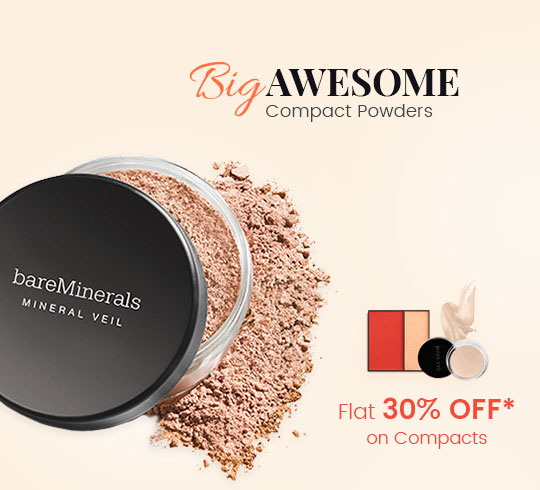 Big AWESOME
Compact Powders
bareMinerals
MINERAL VEIL
Flat 30% OFF*
on Compacts